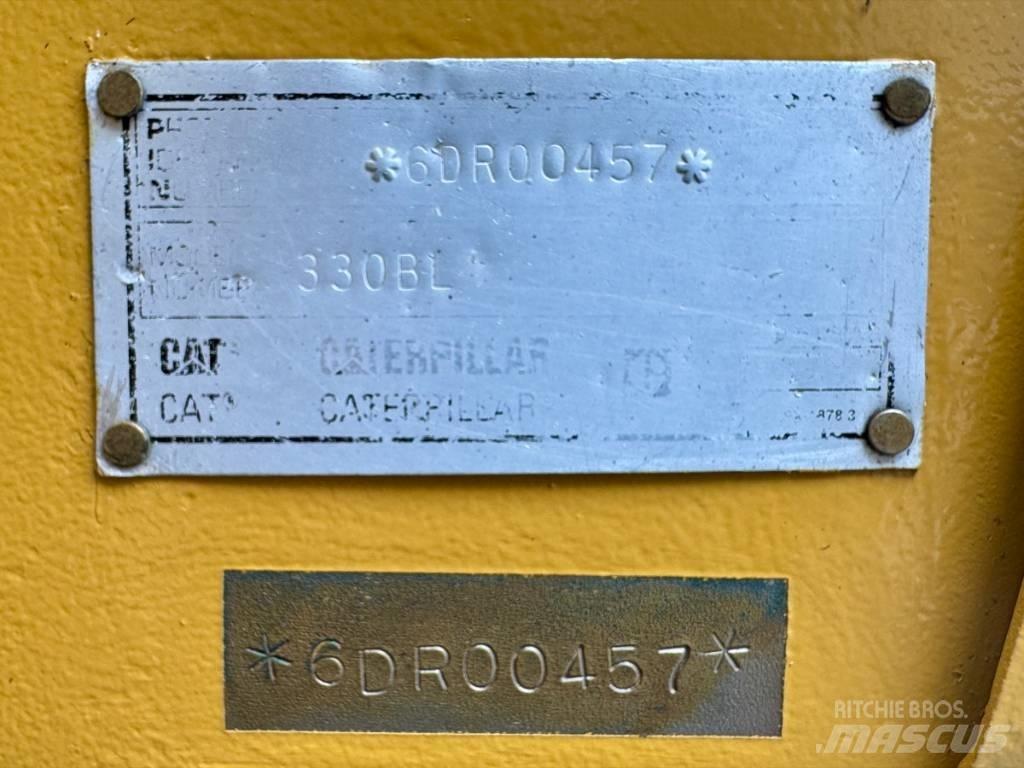 *6DR00457*
330BL
CAT CATERPILLAR
CAT CATERPILLAR
*6DR00457*
RITCHIE BROS.
MASCUS